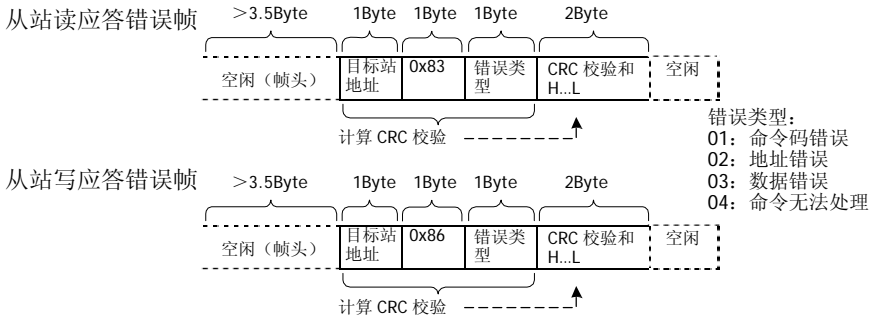 从站读应答错误帧
>3.5Byte 1Byte 1Byte 1Byte 2Byte
空闲（帧头） 目标站 0x83 错误类 CRC 校验和 空闲
地址 型 H...L
计算 CRC 校验
错误类型：
01：命令码错误
02：地址错误
03：数据错误
04：命令无法处理
从站写应答错误帧
>3.5Byte 1Byte 1Byte 1Byte 2Byte
空闲（帧头） 目标站 0x86 错误类 CRC 校验和 空闲
地址 型 H...L
计算 CRC 校验